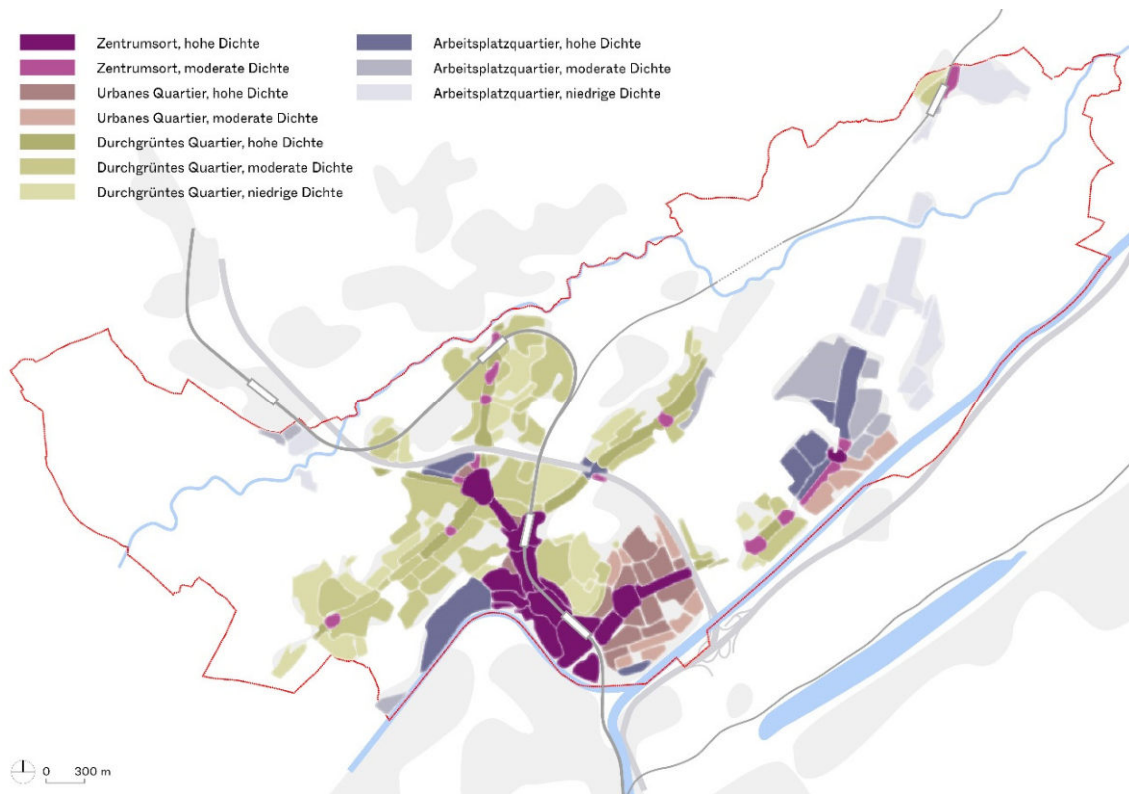 Zentrumsort, hohe Dichte
Zentrumsort, moderate Dichte
Urbanes Quartier, hohe Dichte
Urbanes Quartier, moderate Dichte
Durchgrüntes Quartier, hohe Dichte
Durchgrüntes Quartier, moderate Dichte
Durchgrüntes Quartier, niedrige Dichte
Arbeitsplatzquartier, hohe Dichte
Arbeitsplatzquartier, moderate Dichte
Arbeitsplatzquartier, niedrige Dichte
0 300 m